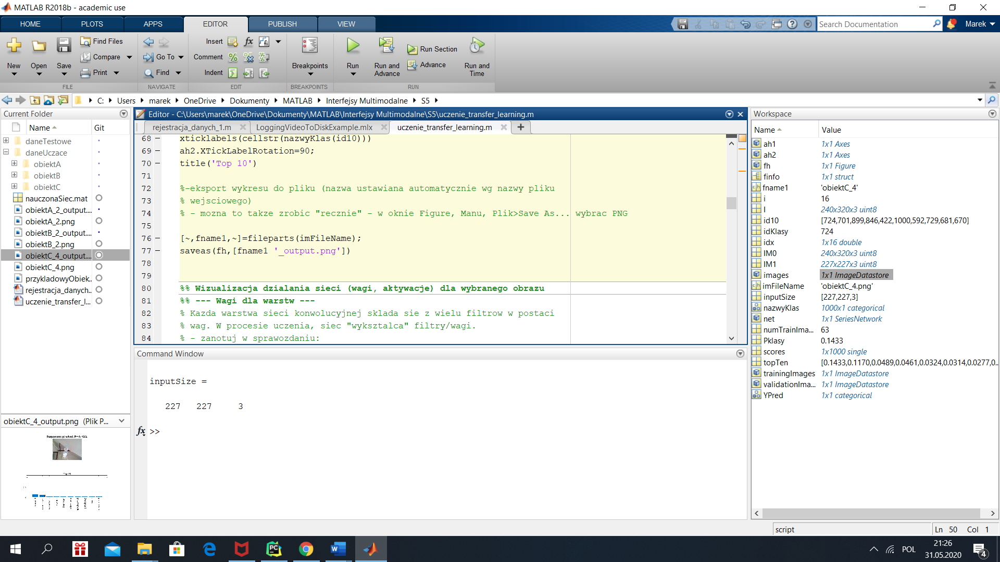 MATLAB R2018b - academic use
HOME PLOTS APPS EDITOR PUBLISH VIEW
Search Documentation
Marek
New Open Save
Find Files
Compare
Print
FILE
Go To
Find
NAVIGATE
Insert
Comment
Indent
EDIT
Breakpoints
BREAKPOINTS
Run
Run and Advance
Run Section
Advance
Run and Time
RUN
C: Users marek OneDrive Dokumenty MATLAB Interfejsy Multimodalne S5
Current Folder
Name Git
daneTestowe
daneUczace
obiektA
obiektB
obiektC
nauczonaSiec.mat
obiektA_2_output....
obiektA_2.png
obiektB_2_output....
obiektB_2.png
obiektC_4_output....
obiektC_4.png
przykladowyObiek..
rejestracja_danych..
uczenie_transfer_l...
obiektC_4_output.png (Plik P...
Editor - C:\Users\marek\OneDrive\Dokumenty\MATLAB\Interfejsy Multimodalne\S5\uczenie_transfer_learning.m
rejestracja_danych_1.m LoggingVideoToDiskExample.mlx uczenie_transfer_learning.m
68 xticklabels(cellstr(nazwyKlas(id10)))
69 ah2.XTickLabelRotation=90;
70 title('Top 10')
71
72 %-eksport wykresu do pliku (nazwa ustawiana automatycznie wg nazwy pliku
73 % wejsciowego)
74 % - mozna to takze zrobic "recznie" - w oknie Figure, Manu, Plik>Save As... wybrac PNG
75
76 [~,fname1,~]=fileparts(imFileName);
77 saveas(fh,[fname1 '_output.png'])
78
79
80 %% Wizualizacja dzialania sieci (wagi, aktywacje) dla wybranego obrazu
81 %% --- Wagi dla warstw ---
82 % Kazda warstwa sieci konwolucyjnej sklada sie z wielu filtrow w postaci
83 % wag. W procesie uczenia, siec "wyksztalca" filtry/wagi.
84 % - zanotuj w sprawozdaniu:
Command Window
inputSize =
227 227 3
fx >>
Workspace
Name Value
ah1 1x1 Axes
ah2 1x1 Axes
fh 1x1 Figure
finfo 1x1 struct
fname1 'obiektC_4'
i 16
I 240x320x3 uint8
id10 [724,701,899,846,422,1000,592,729,681,670]
idKlasy 724
idx 1x16 double
IM0 240x320x3 uint8
IM1 227x227x3 uint8
images 1x1 ImageDatastore
imFileName 'obiektC_4.png'
inputSize [227,227,3]
nazwyKlas 1000x1 categorical
net 1x1 SeriesNetwork
numTrainIma... 63
Pklasy 0.1433
scores 1x1000 single
topTen [0.1433,0.1170,0.0489,0.0461,0.0324,0.0314,0.0277,0..
trainingImages 1x1 ImageDatastore
validationIma... 1x1 ImageDatastore
YPred 1x1 categorical
script
Ln 50 Col 1
POL
21:26
31.05.2020
4